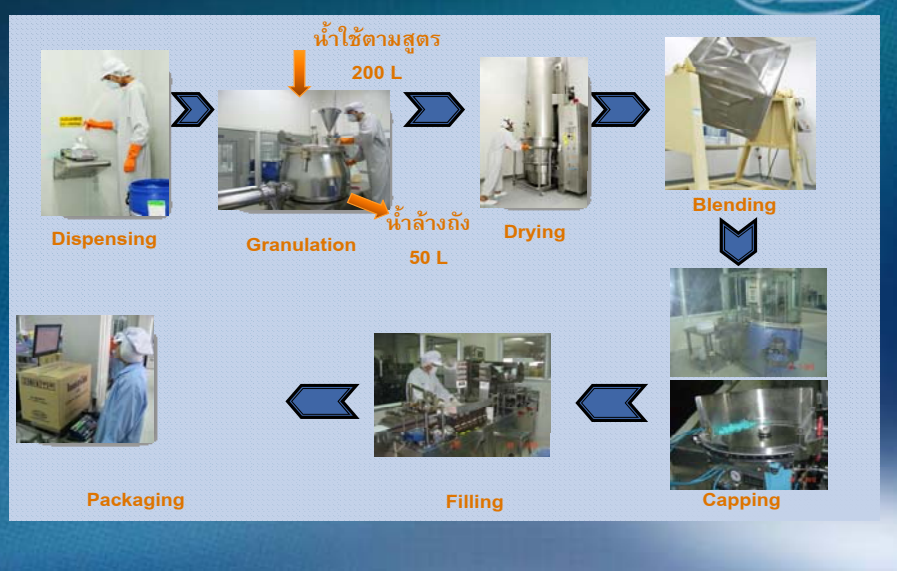 น้ำใช้ตามสูตร
200 L
Dispensing
Granulation
น้ำล้างถัง
50 L
Drying
Blending
Packaging
Filling
Capping